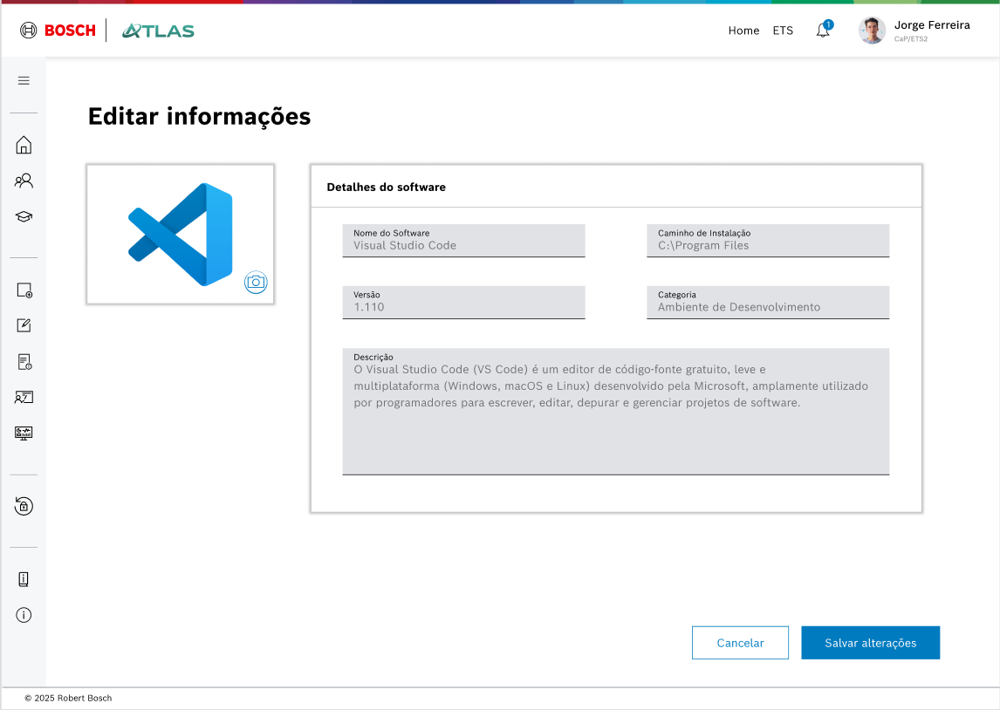 BOSCH
ATLAS
Home
ETS
1
Jorge Ferreira
CaP/ETS2
Editar informações
Detalhes do software
Nome do Software
Visual Studio Code
Caminho de Instalação
C:\Program Files
Versão
1.110
Categoria
Ambiente de Desenvolvimento
Descrição
O Visual Studio Code (VS Code) é um editor de código-fonte gratuito, leve e
multiplataforma (Windows, macOS e Linux) desenvolvido pela Microsoft, amplamente utilizado
por programadores para escrever, editar, depurar e gerenciar projetos de software.
Cancelar
Salvar alterações
© 2025 Robert Bosch